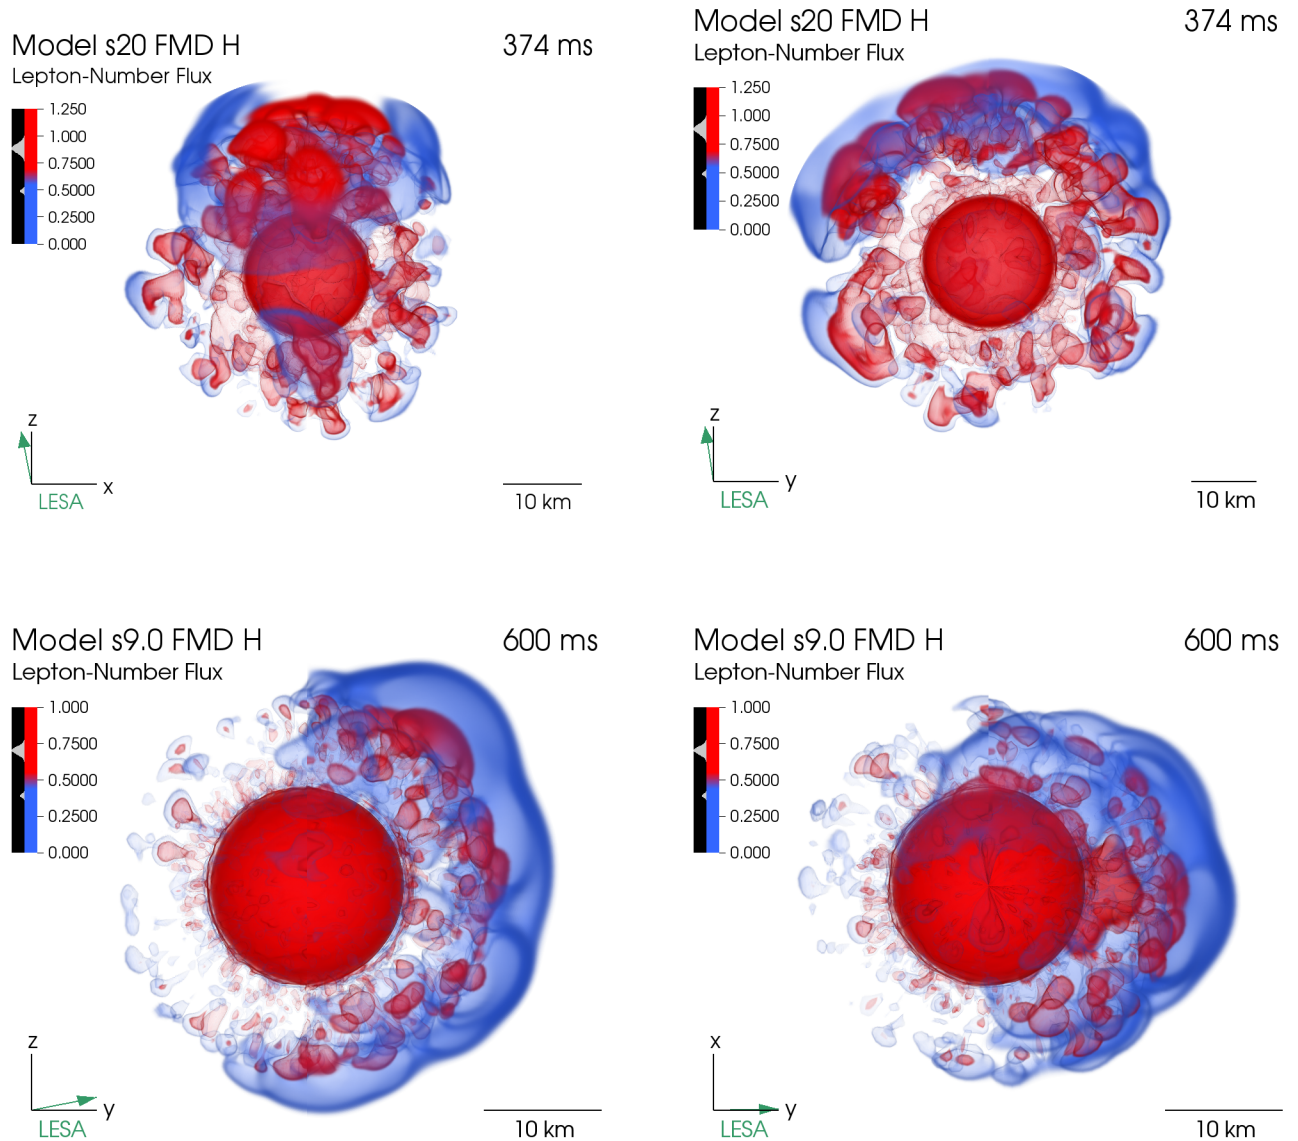 Model s20 FMD H
374 ms
Lepton-Number Flux
1.250
1.000
0.7500
0.5000
0.2500
0.000
z
x
LESA
10 km
Model s20 FMD H
374 ms
Lepton-Number Flux
1.250
1.000
0.7500
0.5000
0.2500
0.000
z
y
LESA
10 km
Model s9.0 FMD H
600 ms
Lepton-Number Flux
1.000
0.7500
0.5000
0.2500
0.000
z
y
LESA
10 km
Model s9.0 FMD H
600 ms
Lepton-Number Flux
1.000
0.7500
0.5000
0.2500
0.000
x
y
LESA
10 km